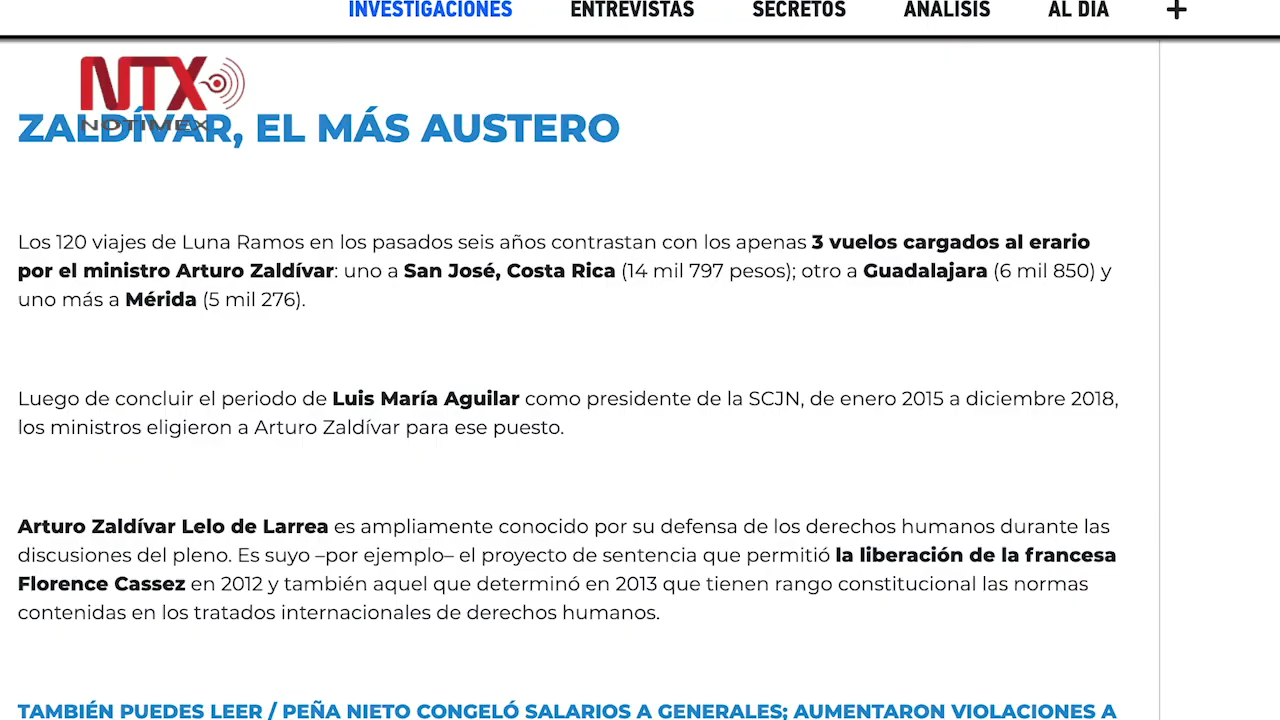 INVESTIGACIONES ENTREVISTAS SECRETOS ANÁLISIS AL DÍA +
NTX
NOTIMEX
ZALDÍVAR, EL MÁS AUSTERO
Los 120 viajes de Luna Ramos en los pasados seis años contrastan con los apenas 3 vuelos cargados al erario
por el ministro Arturo Zaldívar: uno a San José, Costa Rica (14 mil 797 pesos); otro a Guadalajara (6 mil 850) y
uno más a Mérida (5 mil 276).
Luego de concluir el periodo de Luis María Aguilar como presidente de la SCJN, de enero 2015 a diciembre 2018,
los ministros eligieron a Arturo Zaldívar para ese puesto.
Arturo Zaldívar Lelo de Larrea es ampliamente conocido por su defensa de los derechos humanos durante las
discusiones del pleno. Es suyo –por ejemplo– el proyecto de sentencia que permitió la liberación de la francesa
Florence Cassez en 2012 y también aquel que determinó en 2013 que tienen rango constitucional las normas
contenidas en los tratados internacionales de derechos humanos.
TAMBIÉN PUEDES LEER / PEÑA NIETO CONGELÓ SALARIOS A GENERALES; AUMENTARON VIOLACIONES A